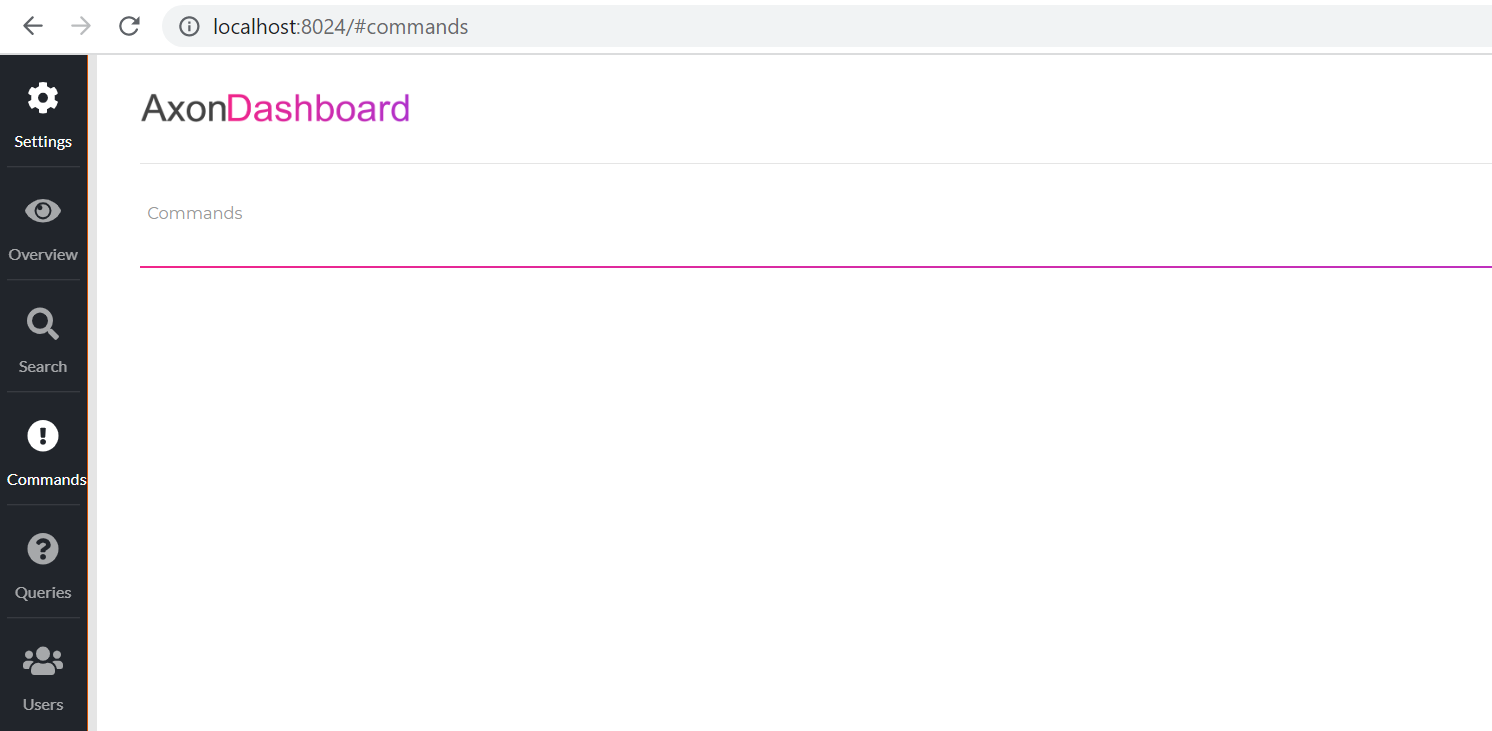 localhost:8024/#commands
AxonDashboard
Settings
Commands
Overview
Search
Commands
Queries
Users